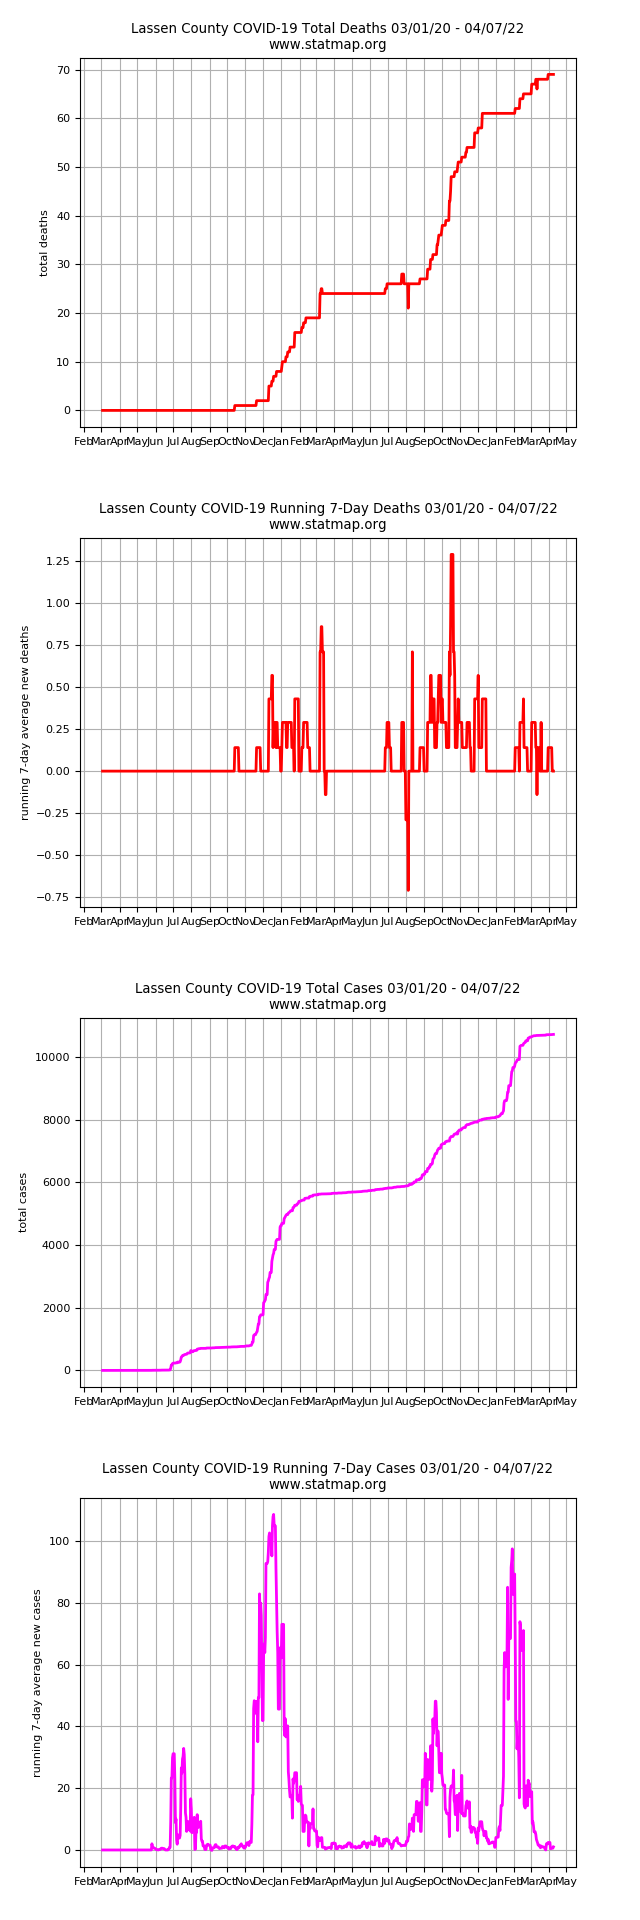 Lassen County COVID-19 Total Deaths 03/01/20 - 04/07/22
www.statmap.org
70
60
50
40
30
20
10
0
total deaths
Feb Mar Apr May Jun Jul Aug Sep Oct Nov Dec Jan Feb Mar Apr May Jun Jul Aug Sep Oct Nov Dec Jan Feb Mar Apr May
Lassen County COVID-19 Running 7-Day Deaths 03/01/20 - 04/07/22
www.statmap.org
1.25
1.00
0.75
0.50
0.25
0.00
−0.25
−0.50
−0.75
running 7-day average new deaths
Feb Mar Apr May Jun Jul Aug Sep Oct Nov Dec Jan Feb Mar Apr May Jun Jul Aug Sep Oct Nov Dec Jan Feb Mar Apr May
Lassen County COVID-19 Total Cases 03/01/20 - 04/07/22
www.statmap.org
10000
8000
6000
4000
2000
0
total cases
Feb Mar Apr May Jun Jul Aug Sep Oct Nov Dec Jan Feb Mar Apr May Jun Jul Aug Sep Oct Nov Dec Jan Feb Mar Apr May
Lassen County COVID-19 Running 7-Day Cases 03/01/20 - 04/07/22
www.statmap.org
100
80
60
40
20
0
running 7-day average new cases
Feb Mar Apr May Jun Jul Aug Sep Oct Nov Dec Jan Feb Mar Apr May Jun Jul Aug Sep Oct Nov Dec Jan Feb Mar Apr May